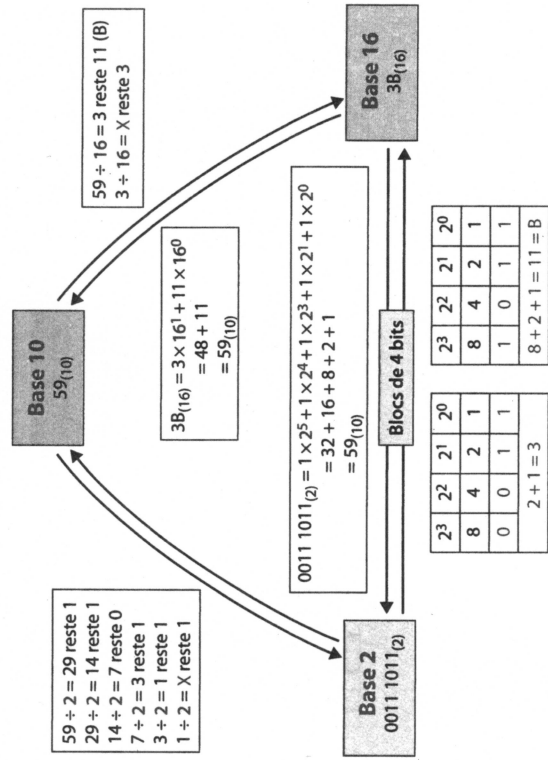 Base 10
59(10)
59 ÷ 2 = 29 reste 1
29 ÷ 2 = 14 reste 1
14 ÷ 2 = 7 reste 0
7 ÷ 2 = 3 reste 1
3 ÷ 2 = 1 reste 1
1 ÷ 2 = X reste 1
59 ÷ 16 = 3 reste 11 (B)
3 ÷ 16 = X reste 3
3B(16) = 3 × 16¹ + 11 × 16⁰
= 48 + 11
= 59(10)
0011 1011(2) = 1 × 2⁵ + 1 × 2⁴ + 1 × 2³ + 1 × 2¹ + 1 × 2⁰
= 32 + 16 + 8 + 2 + 1
= 59(10)
Base 2
0011 1011(2)
Blocs de 4 bits
Base 16
3B(16)
2³ 2² 2¹ 2⁰
8 4 2 1
0 0 1 1
2 + 1 = 3
2³ 2² 2¹ 2⁰
8 4 2 1
1 0 1 1
8 + 2 + 1 = 11 = B